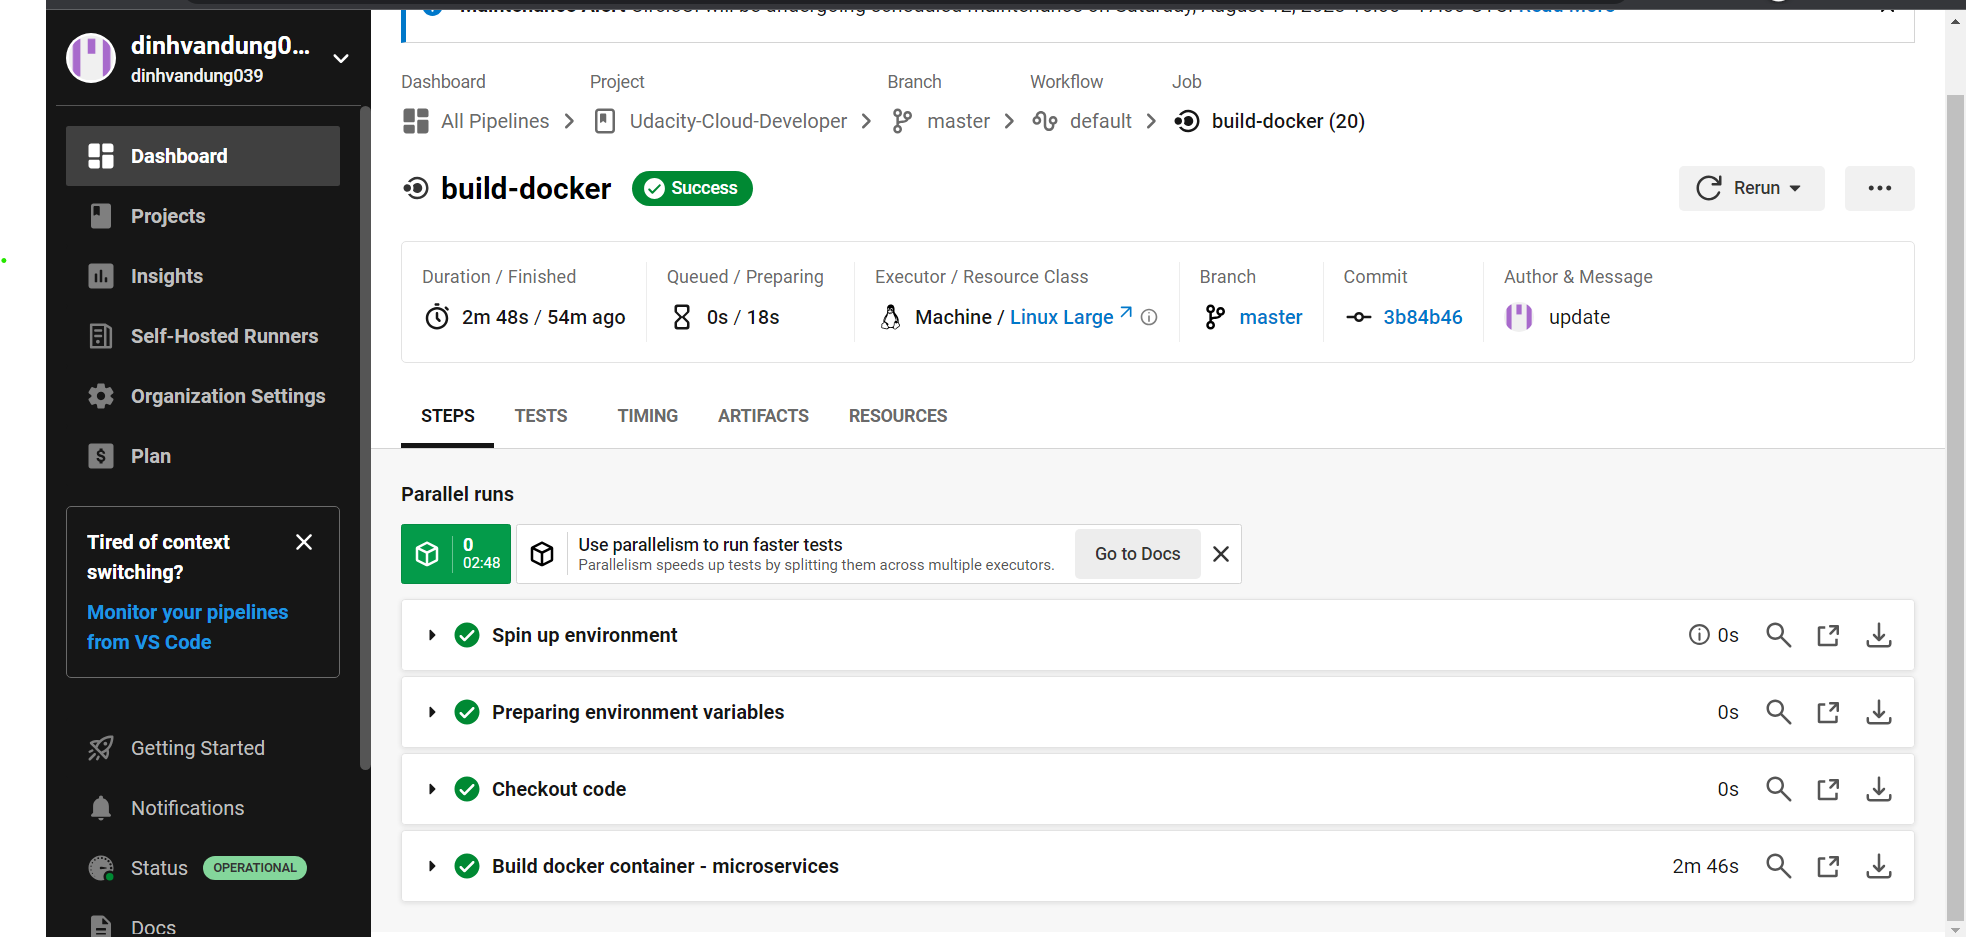 dinhvandung0...
dinhvandung039
Dashboard
Projects
Insights
Self-Hosted Runners
Organization Settings
Plan
Tired of context
switching?
Monitor your pipelines
from VS Code
Getting Started
Notifications
Status OPERATIONAL
Docs
Dashboard Project Branch Workflow Job
All Pipelines Udacity-Cloud-Developer master default build-docker (20)
build-docker Success Rerun
Duration / Finished Queued / Preparing Executor / Resource Class Branch Commit Author & Message
2m 48s / 54m ago 0s / 18s Machine / Linux Large master 3b84b46 update
STEPS TESTS TIMING ARTIFACTS RESOURCES
Parallel runs
0
02:48
Use parallelism to run faster tests
Parallelism speeds up tests by splitting them across multiple executors.
Go to Docs
Spin up environment 0s
Preparing environment variables 0s
Checkout code 0s
Build docker container - microservices 2m 46s